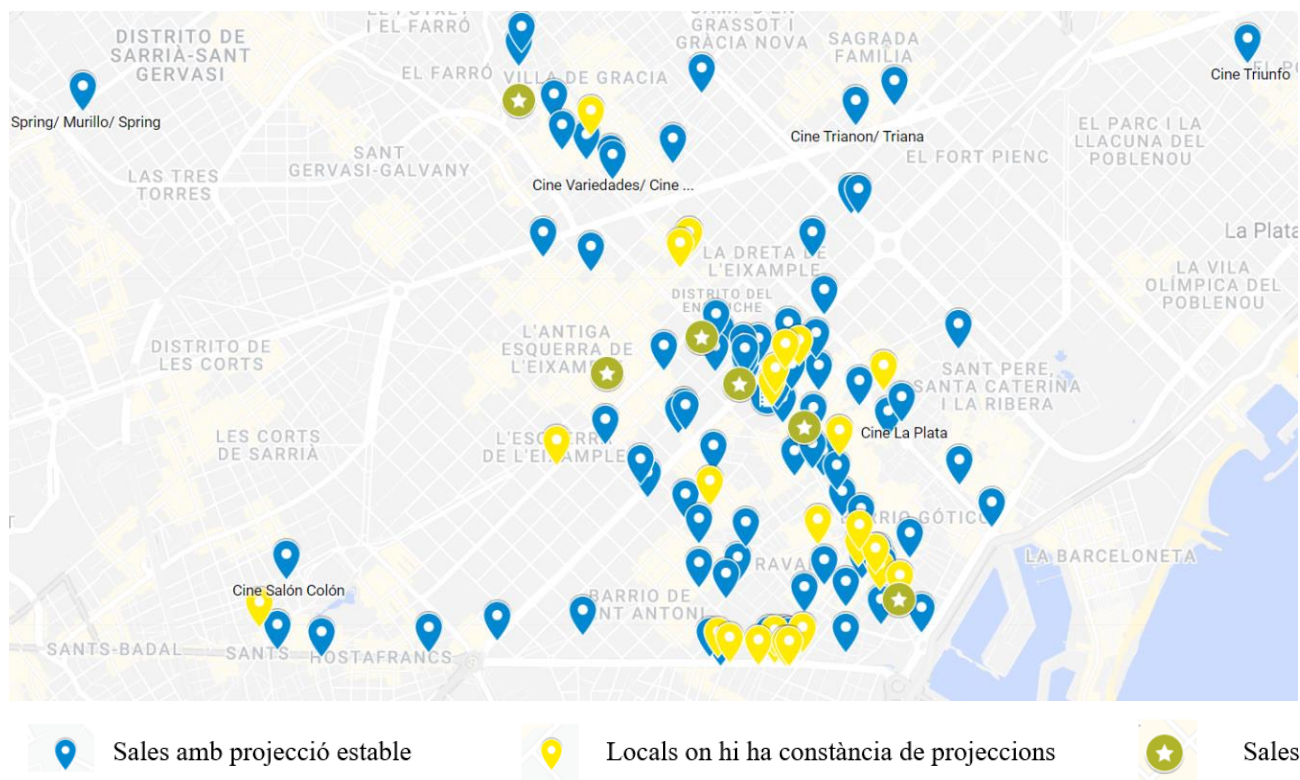 DISTRITO DE
SARRIÀ-SANT
GERVASI
I EL FARRÓ
GRASSOT I
GRÀCIA NOVA
SAGRADA
FAMÍLIA
EL FARRÓ
VILLA DE GRACIA
Cine Triunfo
Spring/ Murillo/ Spring
Cine Trianon/ Triana
EL PARC I LA
LLACUNA DEL
POBLENOU
SANT
GERVASI-GALVANY
EL FORT PIENC
LAS TRES
TORRES
Cine Variedades/ Cine ...
La Plata
LA DRETA DE
L'EIXAMPLE
LA VILA
OLÍMPICA DEL
POBLENOU
DISTRITO DEL
L'ANTIGA
ESQUERRA DE
L'EIXAMPLE
DISTRITO DE
LES CORTS
SANT PERE,
SANTA CATERINA
I LA RIBERA
Cine La Plata
LES CORTS
DE SARRIÀ
L'ESQUERRA
DE L'EIXAMPLE
BARRIO GÓTICO
LA BARCELONETA
RAVAL
Cine Salón Colón
BARRIO DE
SANT ANTONI
SANTS-BADAL
SANTS
HOSTAFRANCS
Sales amb projecció estable
Locals on hi ha constància de projeccions
Sales